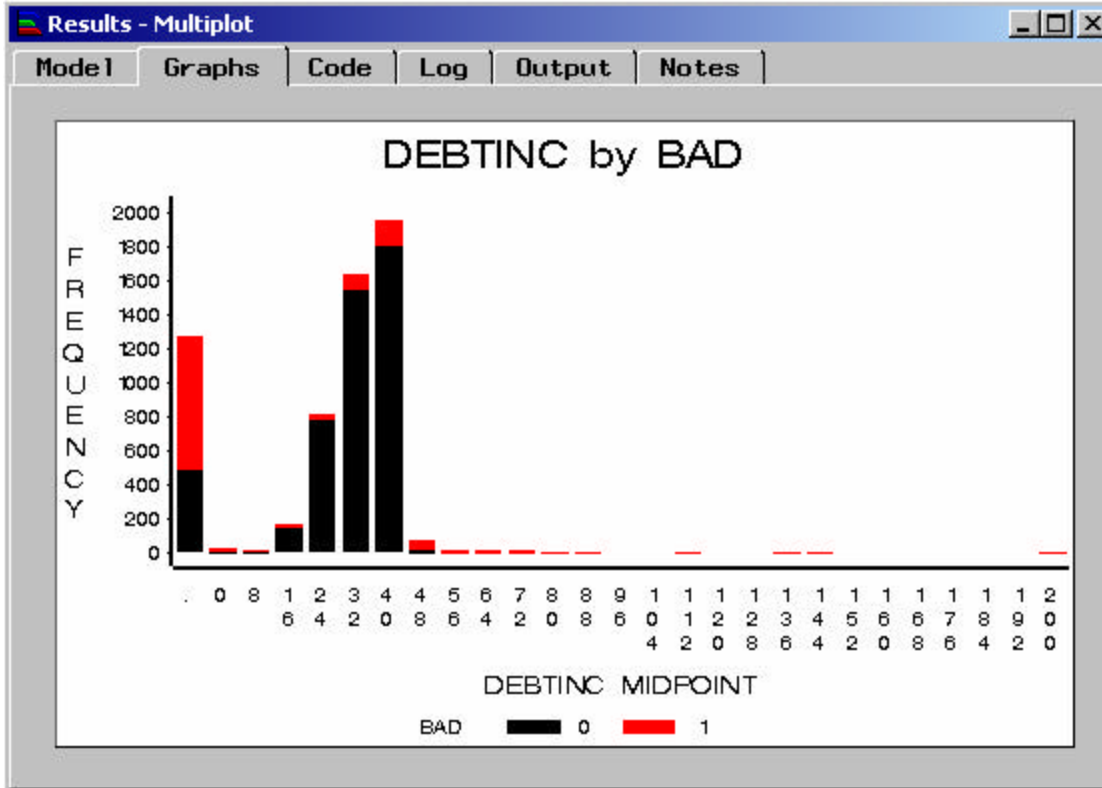 Results - Multiplot
Model Graphs Code Log Output Notes
DEBTINC by BAD
FREQUENCY
2000
1800
1600
1400
1200
1000
800
600
400
200
0
. 0 8 16 24 32 40 48 56 64 72 80 88 96 104 112 120 128 136 144 152 160 168 176 184 192 200
DEBTINC MIDPOINT
BAD 0 1